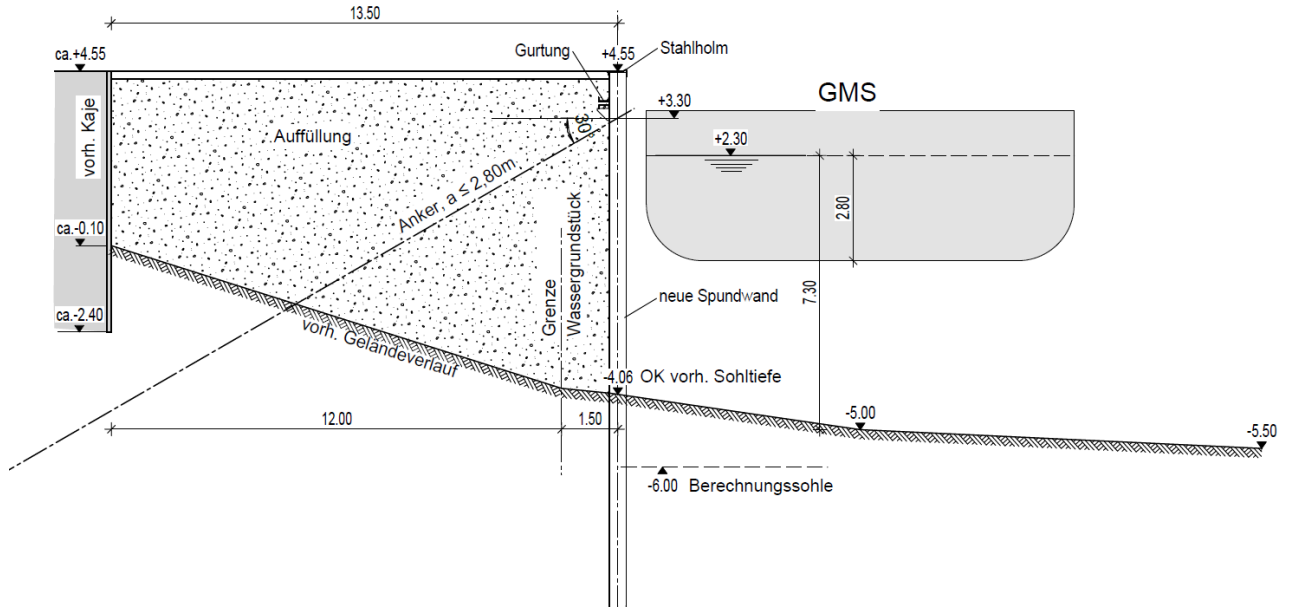 13.50
ca.+4.55
Gurtung
+4.55
Stahlholm
GMS
+3.30
vorh. Kaje
Auffüllung
30°
+2.30
Anker, a ≤ 2,80m
2.80
ca.-0.10
Grenze
Wassergrundstück
7.30
neue Spundwand
ca.-2.40
vorh. Geländeverlauf
-4.06 OK vorh. Sohltiefe
12.00
1.50
-5.00
-5.50
-6.00 Berechnungssohle